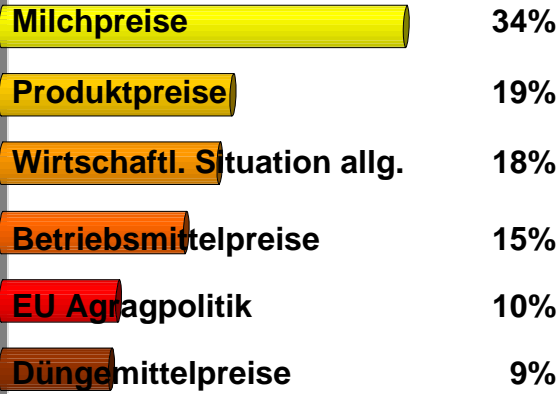 Milchpreise 34%
Produktpreise 19%
Wirtschaftl. Situation allg. 18%
Betriebsmittelpreise 15%
EU Agragpolitik 10%
Düngemittelpreise 9%